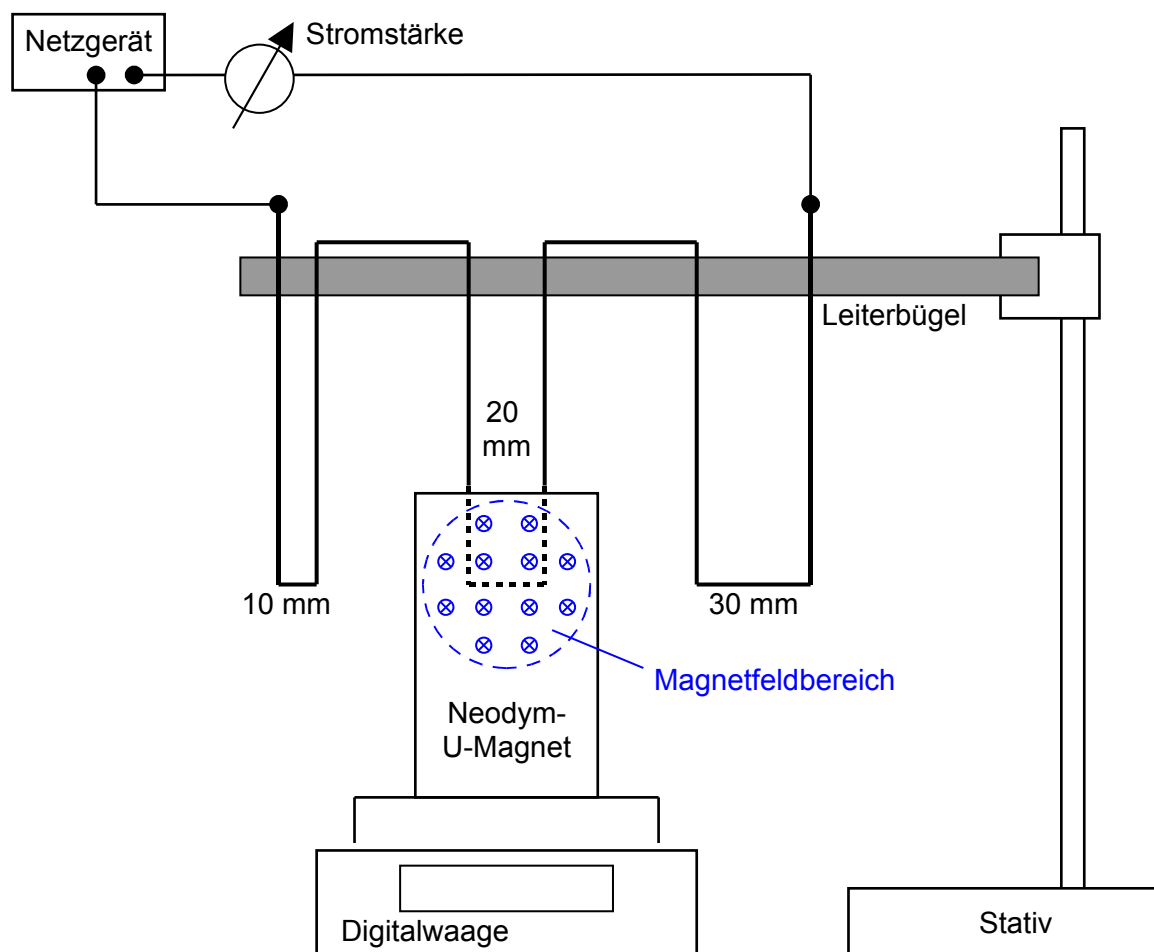 Netzgerät
Stromstärke
Leiterbügel
20
mm
10 mm
30 mm
Magnetfeldbereich
Neodym-
U-Magnet
Digitalwaage
Stativ